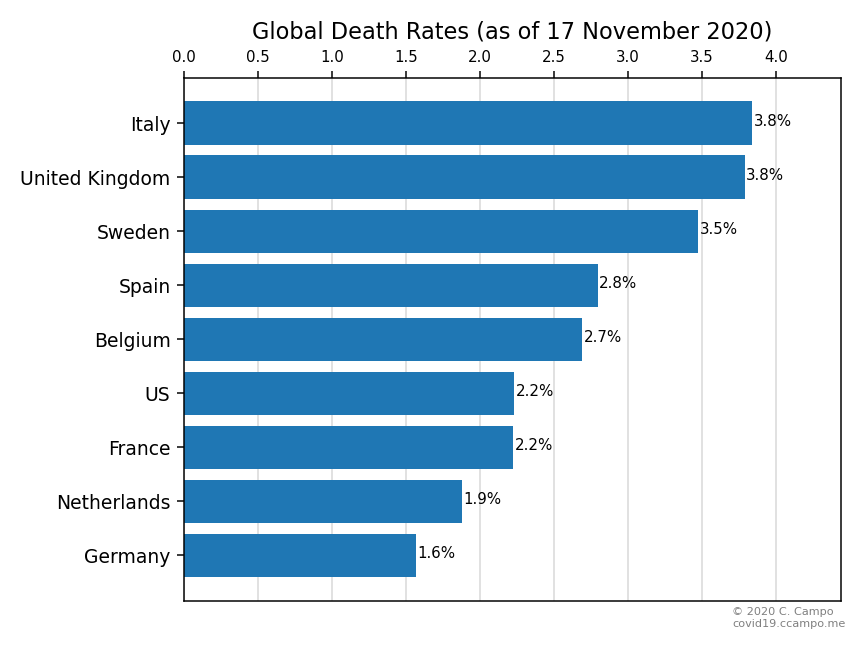 Global Death Rates (as of 17 November 2020)
0.0 0.5 1.0 1.5 2.0 2.5 3.0 3.5 4.0
Italy 3.8%
United Kingdom 3.8%
Sweden 3.5%
Spain 2.8%
Belgium 2.7%
US 2.2%
France 2.2%
Netherlands 1.9%
Germany 1.6%
© 2020 C. Campo
covid19.ccampo.me